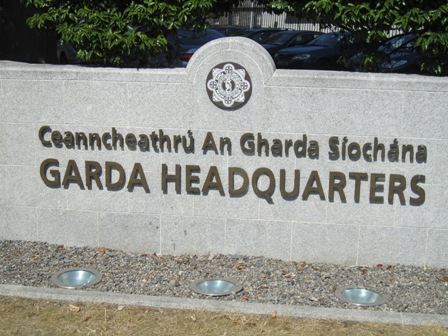 Ceanncheathrú An Gharda Síochána
GARDA HEADQUARTERS